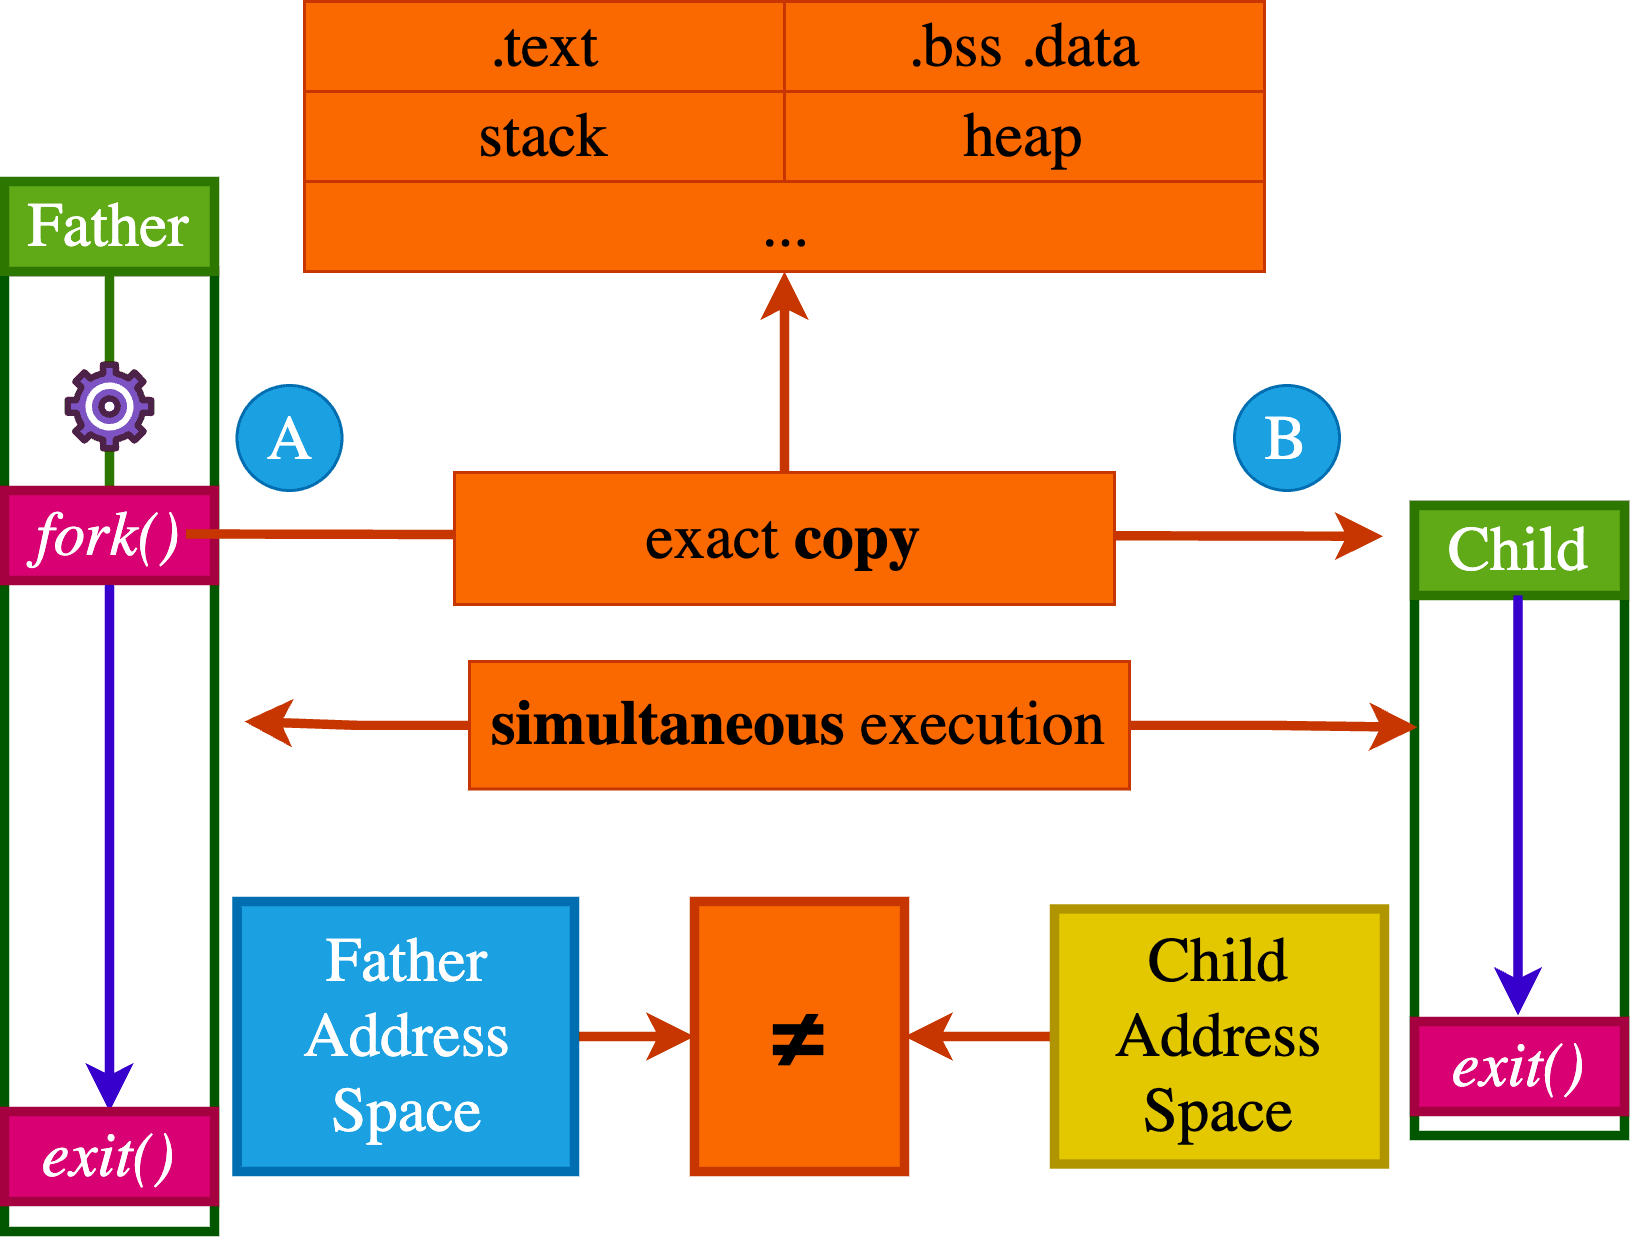 .text
.bss .data
stack
heap
...
Father
A
B
fork()
exact copy
Child
simultaneous execution
Father
Address
Space
≠
Child
Address
Space
exit()
exit()